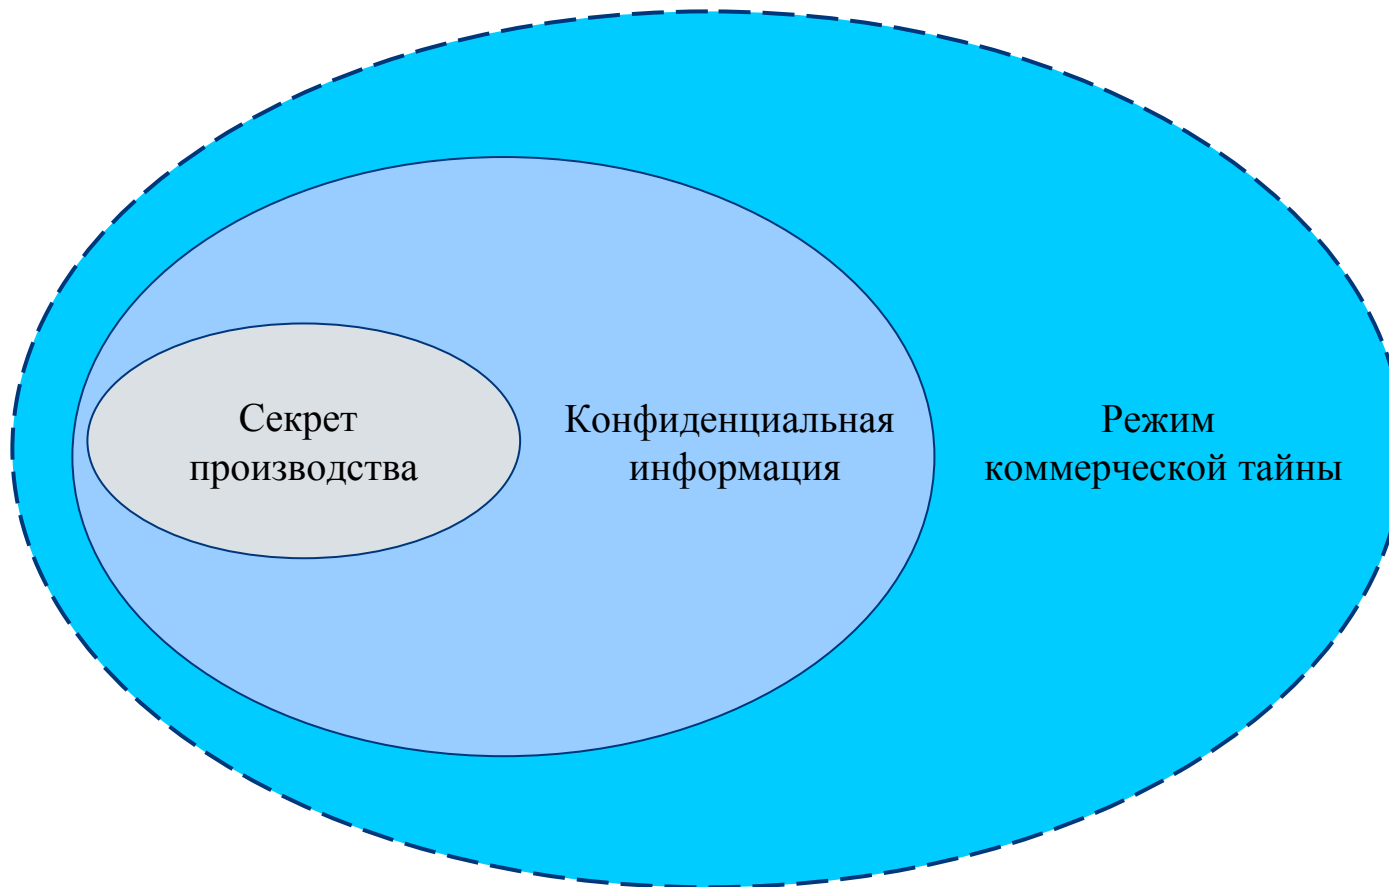 Секрет
производства
Конфиденциальная
информация
Режим
коммерческой тайны